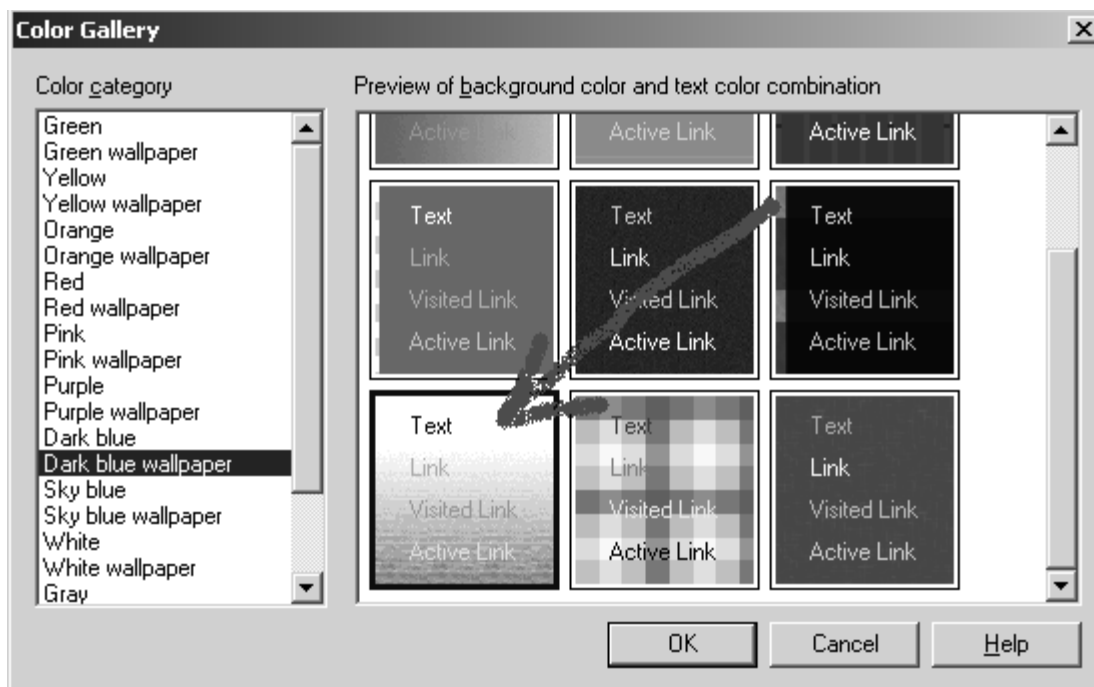 Color Gallery
Color category
Green
Green wallpaper
Yellow
Yellow wallpaper
Orange
Orange wallpaper
Red
Red wallpaper
Pink
Pink wallpaper
Purple
Purple wallpaper
Dark blue
Dark blue wallpaper
Sky blue
Sky blue wallpaper
White
White wallpaper
Gray
Preview of background color and text color combination
Active Link Active Link Active Link
Text Text Text
Link Link Link
Visited Link Visited Link Visited Link
Active Link Active Link Active Link
Text Text Text
Link Link Link
Visited Link Visited Link Visited Link
Active Link Active Link Active Link
OK Cancel Help